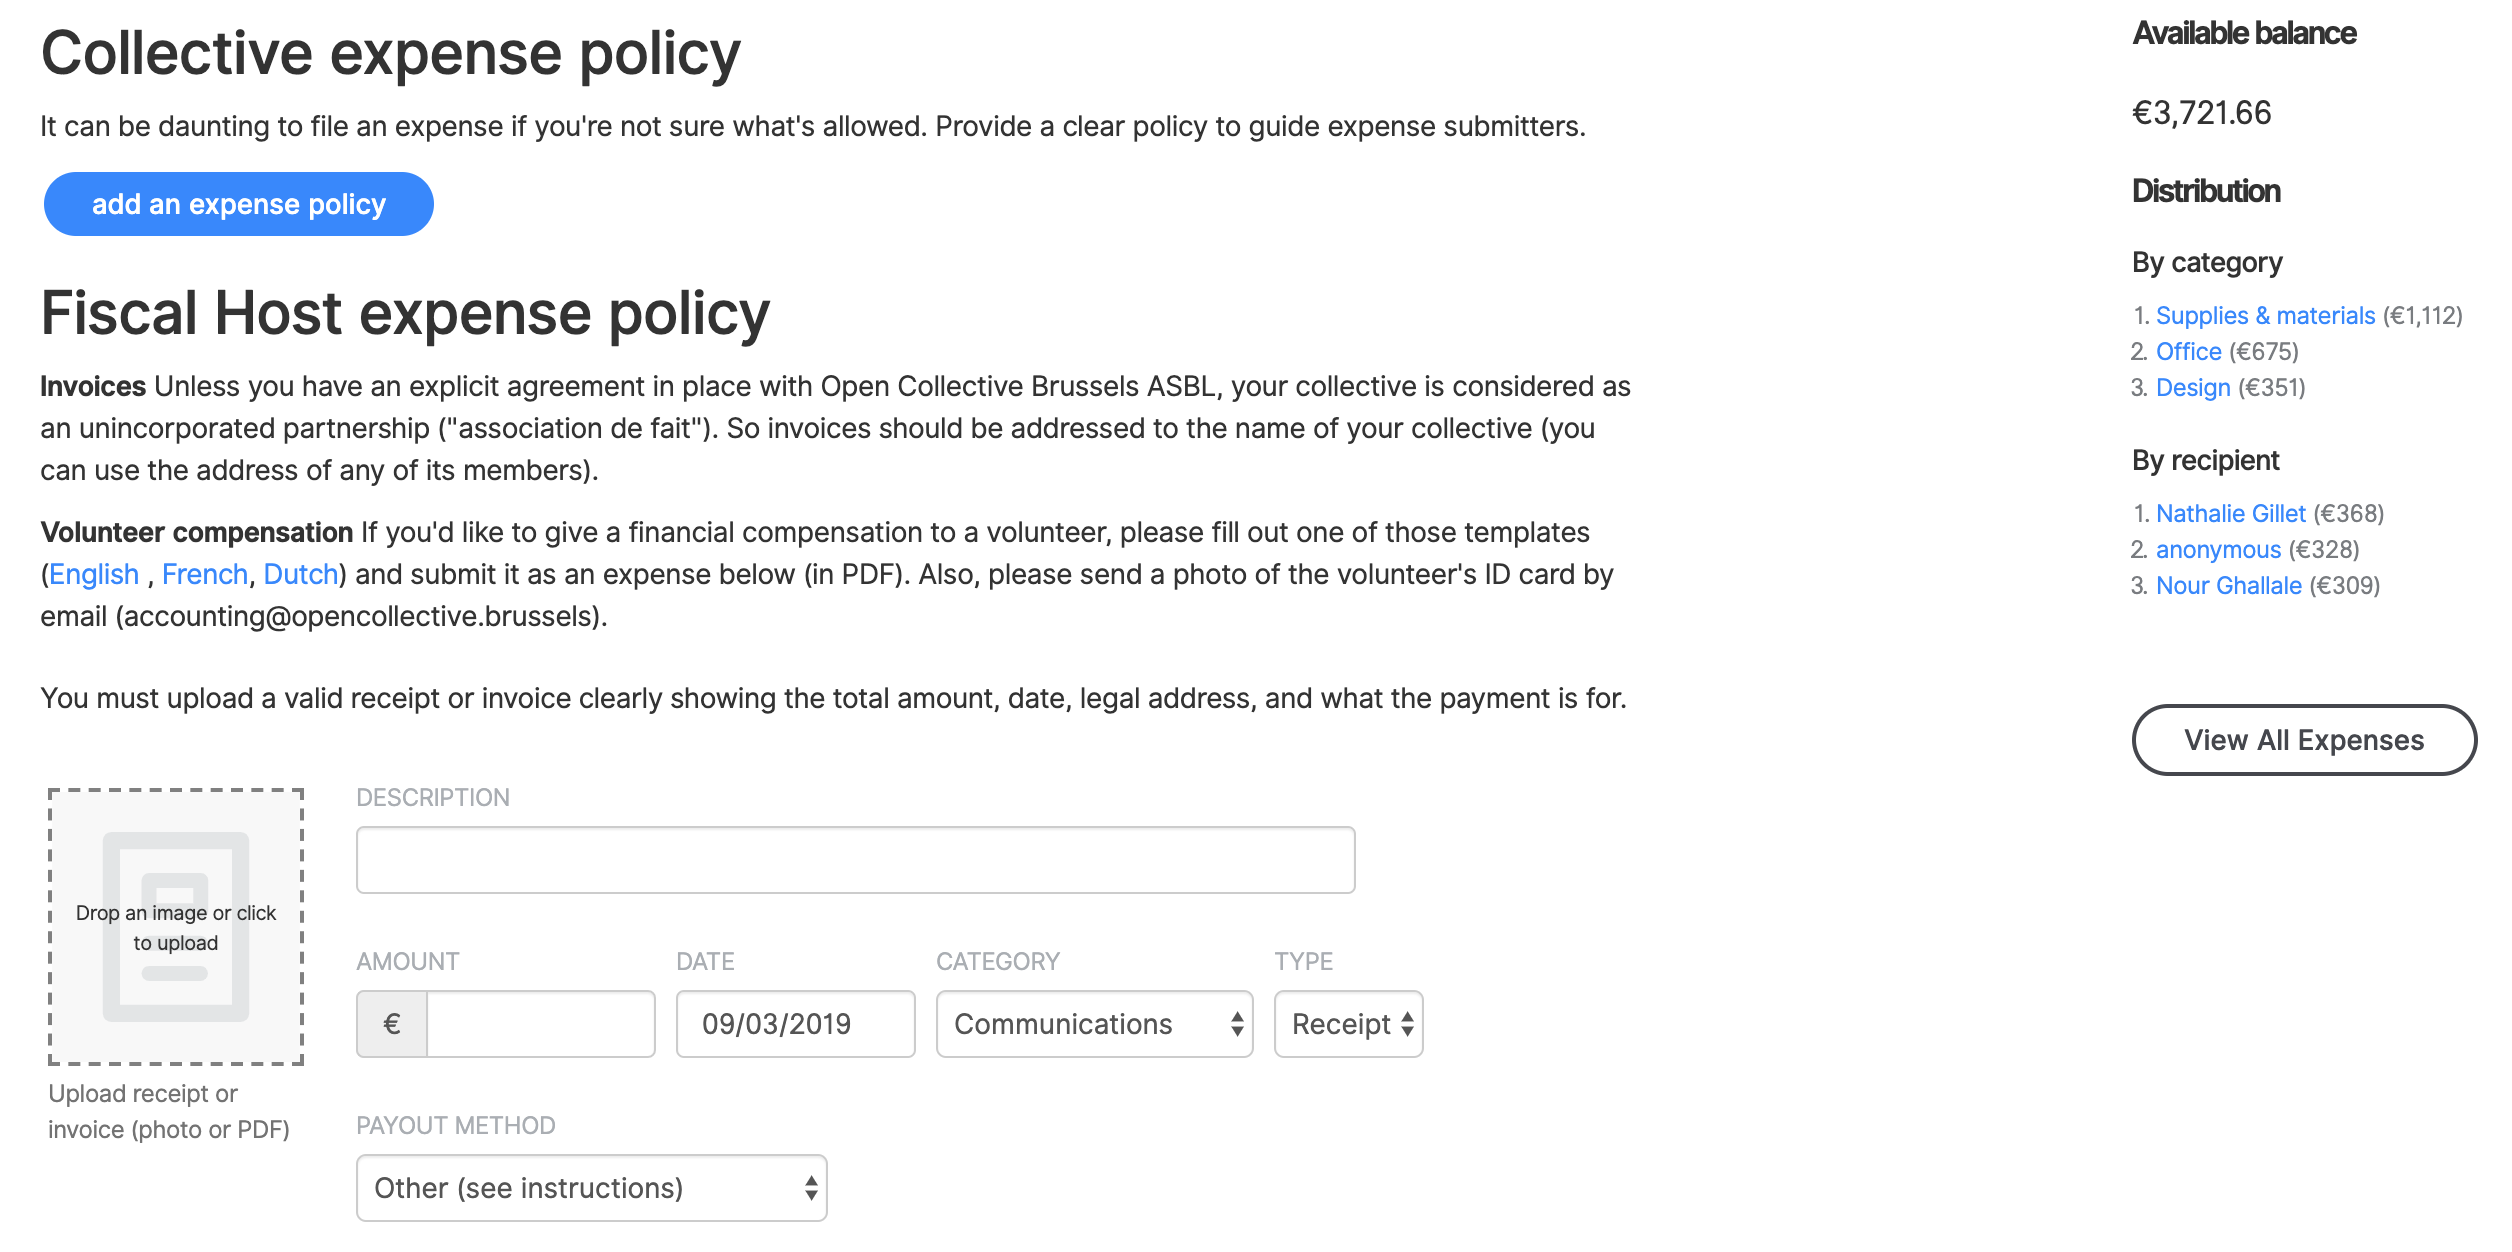 Collective expense policy
It can be daunting to file an expense if you're not sure what's allowed. Provide a clear policy to guide expense submitters.
add an expense policy
Fiscal Host expense policy
Invoices Unless you have an explicit agreement in place with Open Collective Brussels ASBL, your collective is considered as
an unincorporated partnership ("association de fait"). So invoices should be addressed to the name of your collective (you
can use the address of any of its members).
Volunteer compensation If you'd like to give a financial compensation to a volunteer, please fill out one of those templates
(English , French, Dutch) and submit it as an expense below (in PDF). Also, please send a photo of the volunteer's ID card by
email (accounting@opencollective.brussels).
You must upload a valid receipt or invoice clearly showing the total amount, date, legal address, and what the payment is for.
Drop an image or click
to upload
Upload receipt or
invoice (photo or PDF)
DESCRIPTION
AMOUNT DATE CATEGORY TYPE
€ 09/03/2019 Communications Receipt
PAYOUT METHOD
Other (see instructions)
Available balance
€3,721.66
Distribution
By category
1. Supplies & materials (€1,112)
2. Office (€675)
3. Design (€351)
By recipient
1. Nathalie Gillet (€368)
2. anonymous (€328)
3. Nour Ghallale (€309)
View All Expenses